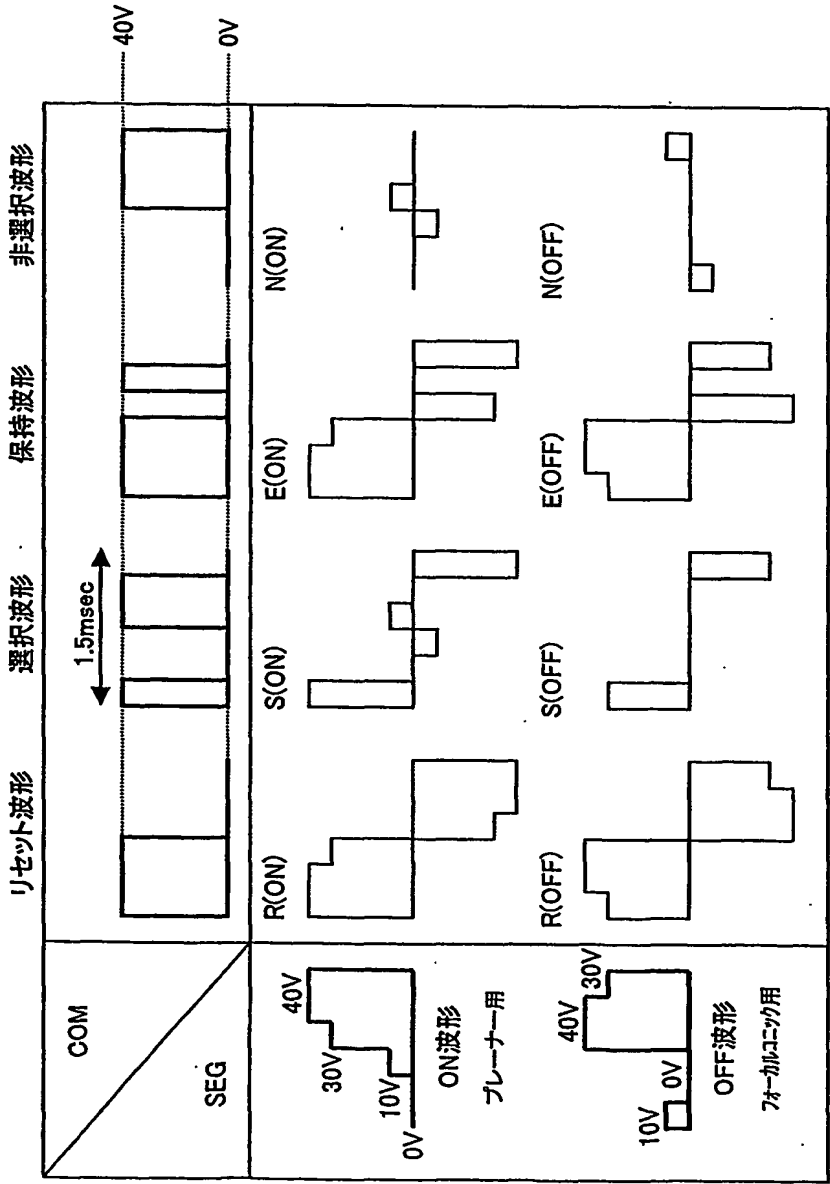 リセット波形
選択波形
保持波形
非選択波形
COM
SEG
1.5msec
40V
0V
ON波形
プレーナー用
0V
10V
30V
40V
R(ON)
S(ON)
E(ON)
N(ON)
OFF波形
フォーカルコニック用
10V
0V
40V
30V
R(OFF)
S(OFF)
E(OFF)
N(OFF)